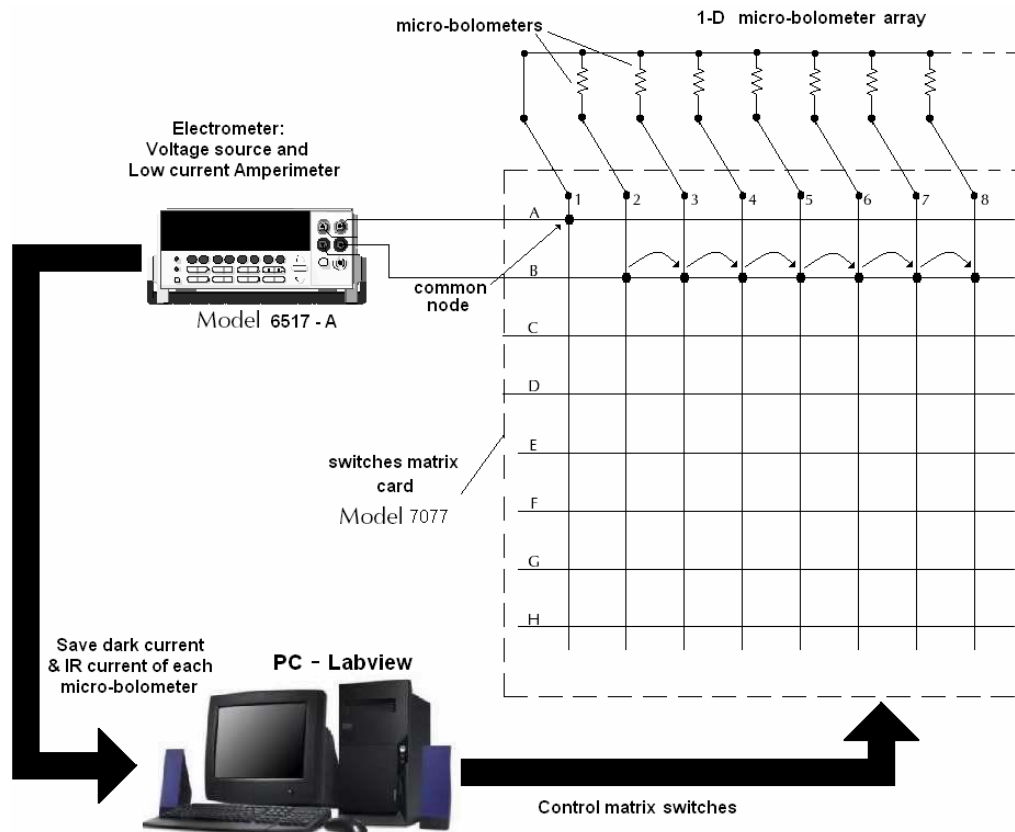 1-D micro-bolometer array
micro-bolometers
Electrometer:
Voltage source and
Low current Amperimeter
1 2 3 4 5 6 7 8
A
B
common
node
Model 6517 - A
C
D
E
switches matrix
card
Model 7077
F
G
H
Save dark current
& IR current of each
micro-bolometer
PC - Labview
Control matrix switches